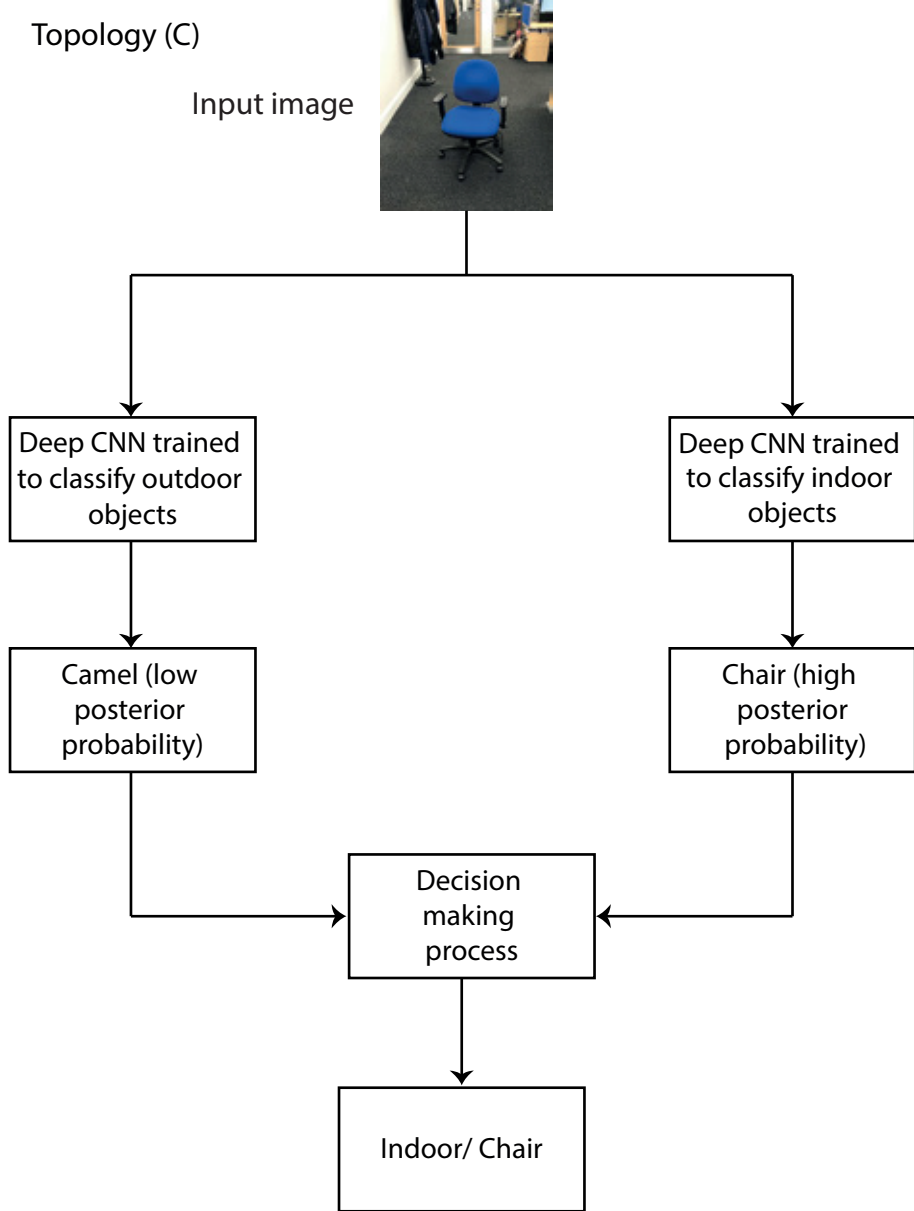 Topology (C)
Input image
Deep CNN trained
to classify outdoor
objects
Deep CNN trained
to classify indoor
objects
Camel (low
posterior
probability)
Chair (high
posterior
probability)
Decision
making
process
Indoor/ Chair